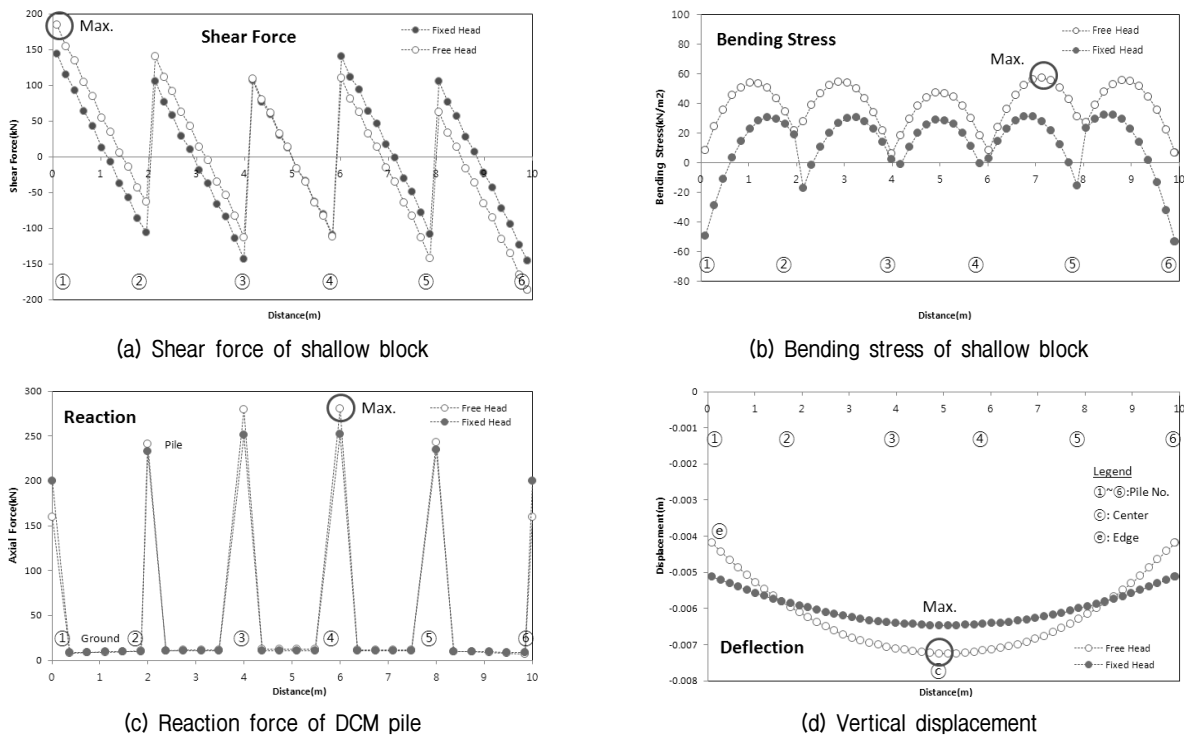 Shear Force
Max.
Fixed Head
Free Head
Shear Force(kN)
200
150
100
50
0
-50
-100
-150
-200
0 1 2 3 4 5 6 7 8 9 10
① ② ③ ④ ⑤ ⑥
Distance(m)
(a) Shear force of shallow block
Bending Stress
Max.
Free Head
Fixed Head
Bending Stress(kN/m2)
100
80
60
40
20
0
-20
-40
-60
-80
0 1 2 3 4 5 6 7 8 9 10
① ② ③ ④ ⑤ ⑥
Distance(m)
(b) Bending stress of shallow block
Reaction
Max.
Free Head
Fixed Head
Pile
Ground
Axial Force(kN)
300
250
200
150
100
50
0
① ② ③ ④ ⑤ ⑥
0 1 2 3 4 5 6 7 8 9 10
Distance(m)
(c) Reaction force of DCM pile
0
-0.001
-0.002
-0.003
-0.004
-0.005
-0.006
-0.007
-0.008
Displacement(m)
0 1 2 3 4 5 6 7 8 9 10
① ② ③ ④ ⑤ ⑥
Legend
①~⑥:Pile No.
ⓒ: Center
ⓔ: Edge
ⓔ
Max.
ⓒ
Deflection
Free Head
Fixed Head
Distance(m)
(d) Vertical displacement